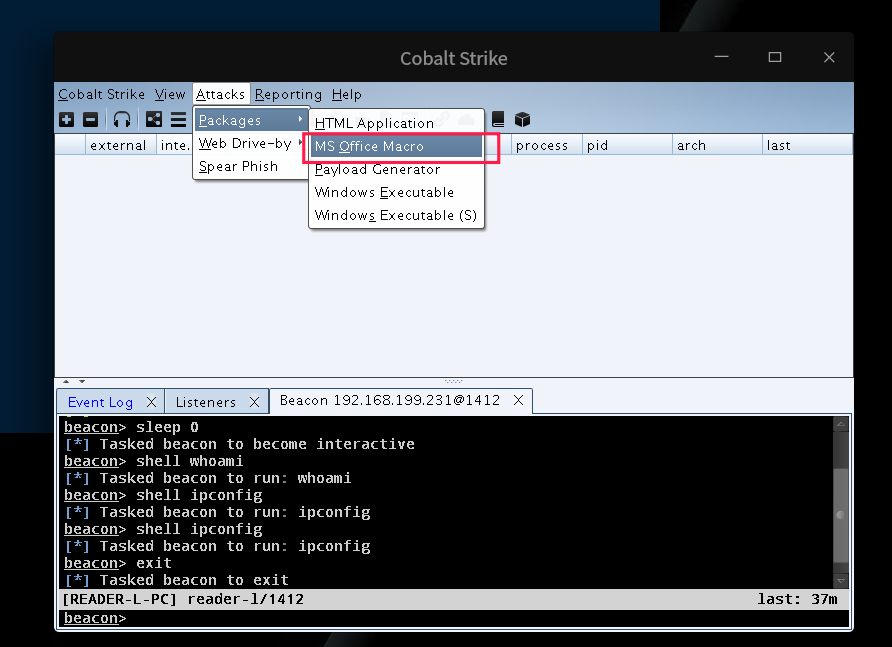 Cobalt Strike
Cobalt Strike View Attacks Reporting Help
Packages
Web Drive-by
Spear Phish
HTML Application
MS Office Macro
Payload Generator
Windows Executable
Windows Executable (S)
external inte. process pid arch last
Event Log X Listeners X Beacon 192.168.199.231@1412 X
beacon> sleep 0
[*] Tasked beacon to become interactive
beacon> shell whoami
[*] Tasked beacon to run: whoami
beacon> shell ipconfig
[*] Tasked beacon to run: ipconfig
beacon> shell ipconfig
[*] Tasked beacon to run: ipconfig
beacon> exit
[*] Tasked beacon to exit
[READER-L-PC] reader-l/1412 last: 37m
beacon>